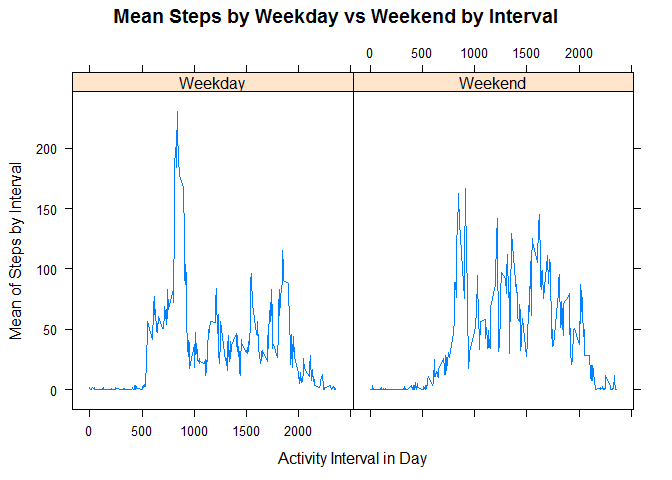 Mean Steps by Weekday vs Weekend by Interval
0 500 1000 1500 2000
Weekday Weekend
Mean of Steps by Interval
200
150
100
50
0
0 500 1000 1500 2000
Activity Interval in Day